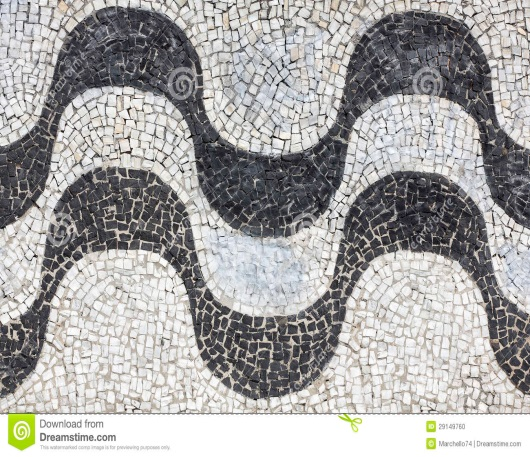 Download from
Dreamstime.com
This watermarked comp image is for previewing purposes only.
29149760
Marchello74 | Dreamstime.com